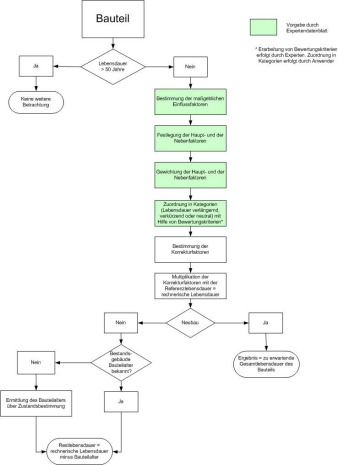 Bauteil
Vorgabe durch
Expertendatenblatt
* Erarbeitung von Bewertungskriterien
erfolgt durch Experten. Zuordnung in
Kategorien erfolgt durch Anwender
Ja
Lebensdauer
> 50 Jahre
Nein
Keine weitere
Betrachtung
Bestimmung der maßgeblichen
Einflussfaktoren
Festlegung der Haupt- und der
Nebenfaktoren
Gewichtung der Haupt- und der
Nebenfaktoren
Zuordnung in Kategorien
(Lebensdauer verlängernd,
verkürzend oder neutral) mit
Hilfe von Bewertungskriterien*
Bestimmung der
Korrekturfaktoren
Multiplikation der
Korrekturfaktoren mit der
Referenzlebensdauer =
rechnerische Lebensdauer
Nein
Neubau
Ja
Nein
Bestands-
gebäude
Bauteilalter
bekannt?
Ergebnis = zu erwartende
Gesamtlebensdauer des
Bauteils
Ermittlung des Bauteilalters
über Zustandsbestimmung
Ja
Restlebensdauer =
rechnerische Lebensdauer
minus Bauteilalter